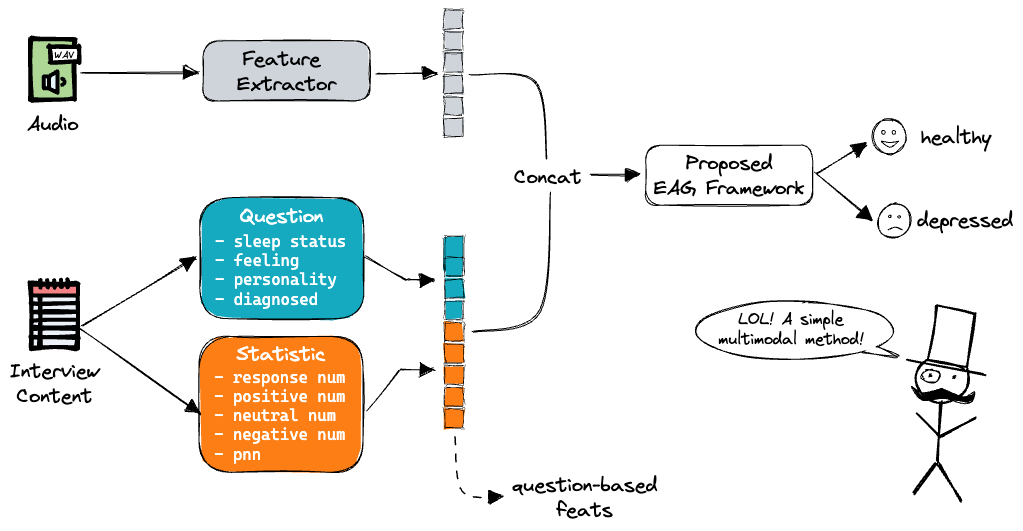 WAV
Audio
Feature
Extractor
Concat
Proposed
EAG Framework
healthy
depressed
Interview
Content
Question
- sleep status
- feeling
- personality
- diagnosed
Statistic
- response num
- positive num
- neutral num
- negative num
- pnn
question-based
feats
LOL! A simple
multimodal method!